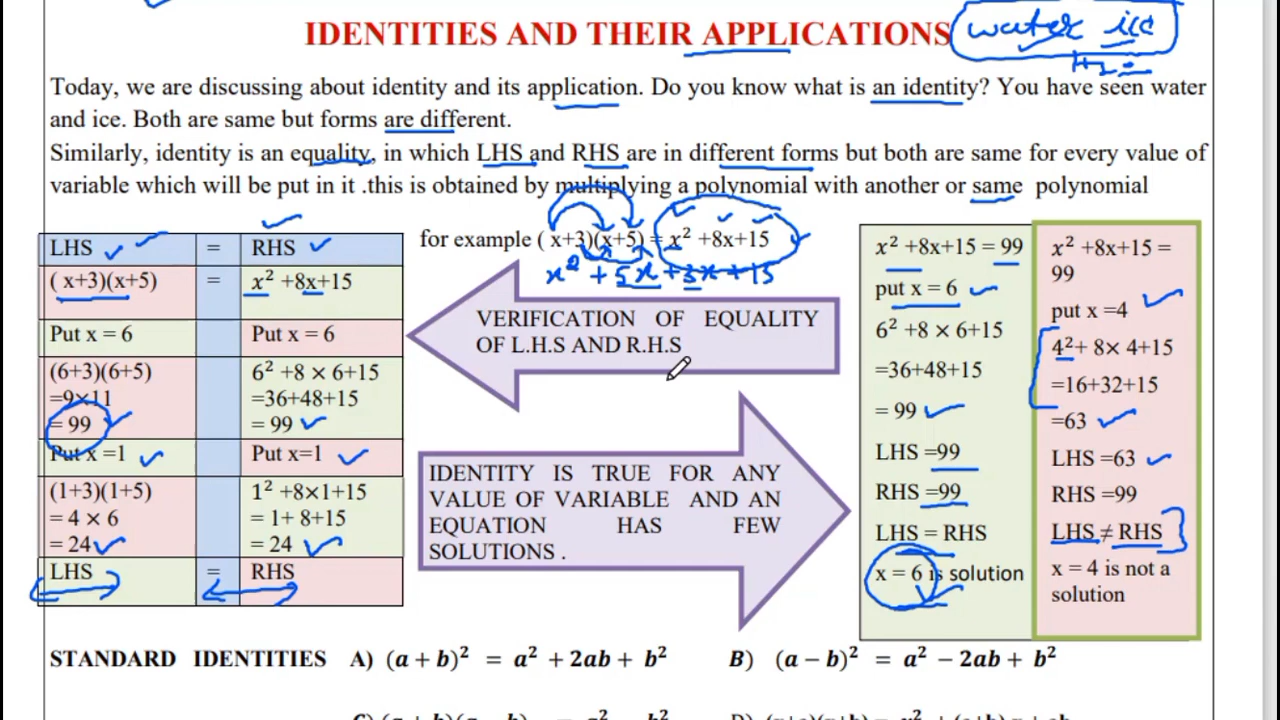 IDENTITIES AND THEIR APPLICATIONS
water ice
Today, we are discussing about identity and its application. Do you know what is an identity? You have seen water
and ice. Both are same but forms are different.
Similarly, identity is an equality, in which LHS and RHS are in different forms but both are same for every value of
variable which will be put in it .this is obtained by multiplying a polynomial with another or same polynomial
for example ( x+3)(x+5) = x² +8x+15
x² + 5x + 3x + 15
LHS = RHS
( x+3)(x+5) = x² +8x+15
Put x = 6 Put x = 6
(6+3)(6+5) 6² +8 × 6+15
=9×11 =36+48+15
= 99 = 99
Put x =1 Put x=1
(1+3)(1+5) 1² +8×1+15
= 4 × 6 = 1+ 8+15
= 24 = 24
LHS = RHS
VERIFICATION OF EQUALITY
OF L.H.S AND R.H.S
IDENTITY IS TRUE FOR ANY
VALUE OF VARIABLE AND AN
EQUATION HAS FEW
SOLUTIONS .
x² +8x+15 = 99
put x = 6
6² +8 × 6+15
=36+48+15
= 99
LHS =99
RHS =99
LHS = RHS
x = 6 is solution
x² +8x+15 =
99
put x =4
4²+ 8× 4+15
=16+32+15
=63
LHS =63
RHS =99
LHS ≠ RHS
x = 4 is not a
solution
STANDARD IDENTITIES A) (a + b)² = a² + 2ab + b² B) (a − b)² = a² − 2ab + b²